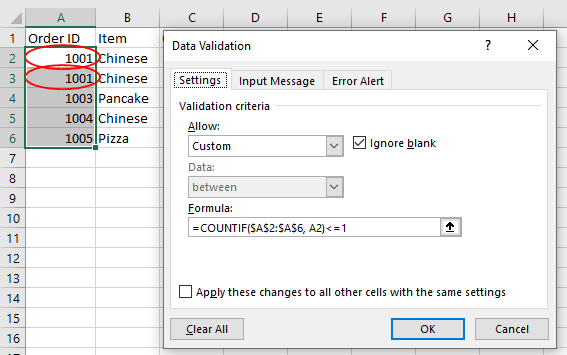 A B C D E F G H
1 Order ID Item
2 1001 Chinese
3 1001 Chinese
4 1003 Pancake
5 1004 Chinese
6 1005 Pizza
7
8
9
10
11
12
13
14
15
16
17
Data Validation ? ×
Settings Input Message Error Alert
Validation criteria
Allow:
Custom Ignore blank
Data:
between
Formula:
=COUNTIF($A$2:$A$6, A2)<=1
Apply these changes to all other cells with the same settings
Clear All OK Cancel